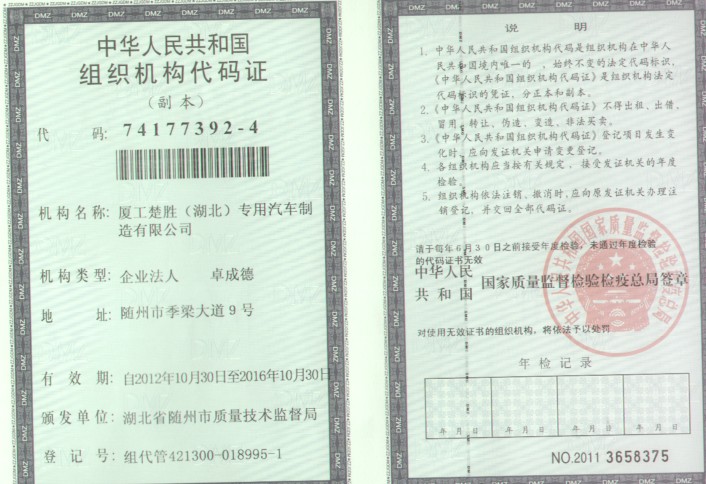 中华人民共和国
组织机构代码证
（副本）
代 码: 74177392-4
机构名称: 厦工楚胜（湖北）专用汽车制
造有限公司
机构类型: 企业法人 卓成德
地 址: 随州市季梁大道9号
有 效 期: 自2012年10月30日至2016年10月30日
颁发单位: 湖北省随州市质量技术监督局
登 记 号: 组代管421300-018995-1
说 明
1. 中华人民共和国组织机构代码是组织机构在中华人
民共和国境内唯一的、始终不变的法定代码标识，
《中华人民共和国组织机构代码证》是组织机构法定
代码标识的凭证，分正本和副本。
2.《中华人民共和国组织机构代码证》不得出租、出借、
冒用、转让、伪造、变造、非法买卖。
3.《中华人民共和国组织机构代码证》登记项目发生变
化时，应向发证机关申请变更登记。
4. 各组织机构应当按有关规定，接受发证机关的年度
检验。
5. 组织机构依法注销、撤消时，应向原发证机关办理注
销登记，并交回全部代码证。
请于每年6月30日之前接受年度检验，未通过年度检验
的代码证书无效
中华人民
共和国 国家质量监督检验检疫总局签章
对使用无效证书的组织机构，将依法予以处罚
年检记录
年 月 日 年 月 日 年 月 日 年 月 日
NO.2011 3658375